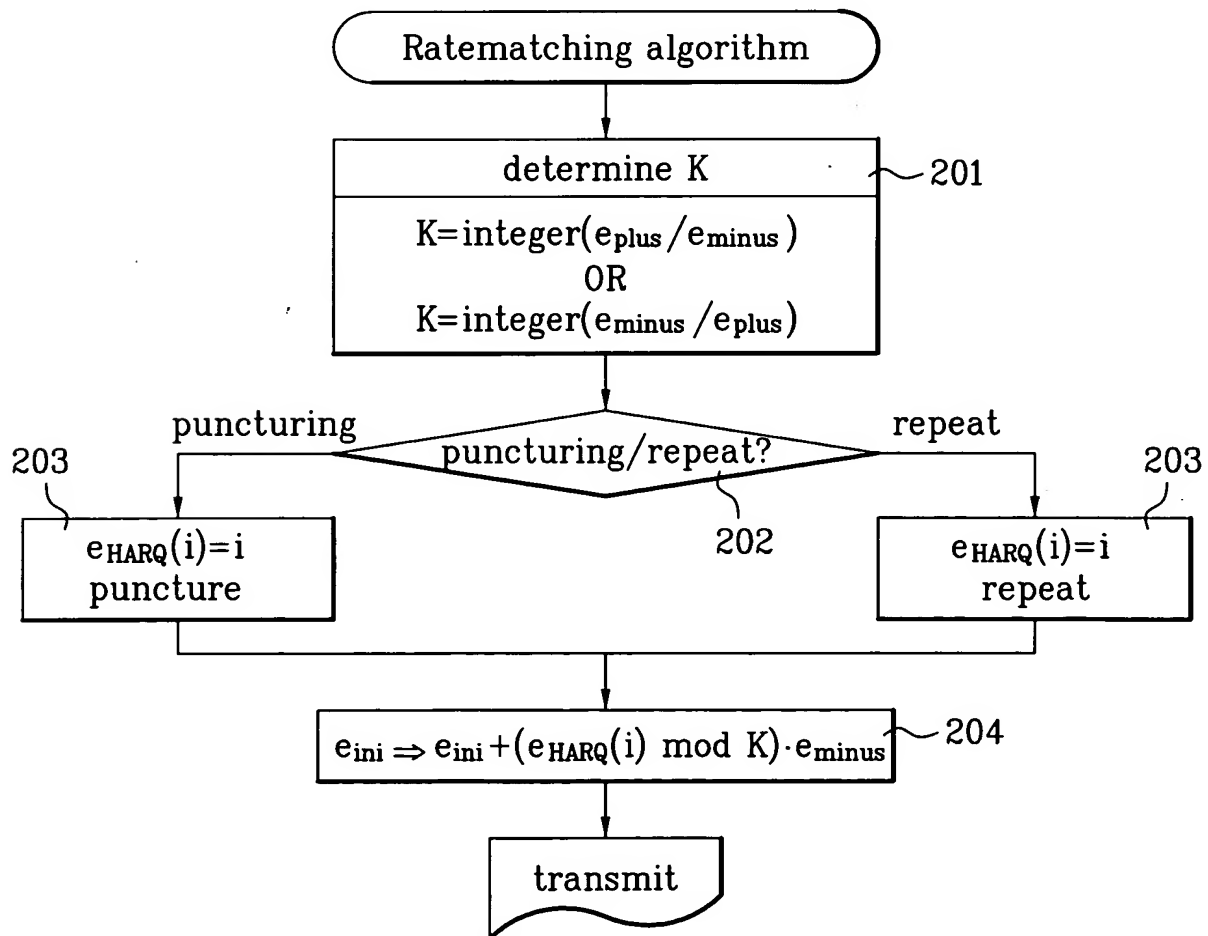 Ratematching algorithm
determine K
201
K=integer(eplus/eminus)
OR
K=integer(eminus/eplus)
puncturing
puncturing/repeat?
repeat
202
203
eHARQ(i)=i
puncture
203
eHARQ(i)=i
repeat
eini⇒eini+(eHARQ(i) mod K)·eminus
204
transmit